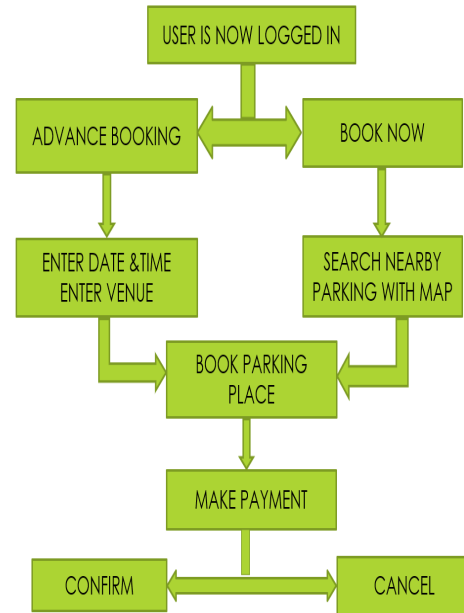 USER IS NOW LOGGED IN
ADVANCE BOOKING
BOOK NOW
ENTER DATE &TIME
ENTER VENUE
SEARCH NEARBY
PARKING WITH MAP
BOOK PARKING
PLACE
MAKE PAYMENT
CONFIRM
CANCEL